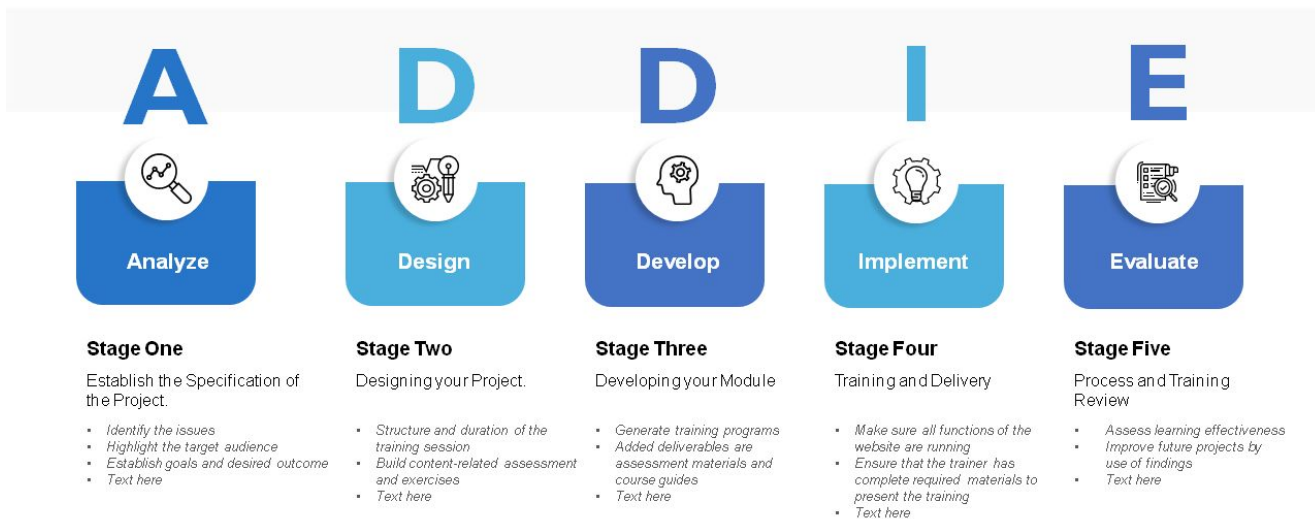 A
D
D
I
E
Analyze
Design
Develop
Implement
Evaluate
Stage One
Establish the Specification of
the Project.
▪ Identify the issues
▪ Highlight the target audience
▪ Establish goals and desired outcome
▪ Text here
Stage Two
Designing your Project.
▪ Structure and duration of the
training session
▪ Build content-related assessment
and exercises
▪ Text here
Stage Three
Developing your Module
▪ Generate training programs
▪ Added deliverables are
assessment materials and
course guides
▪ Text here
Stage Four
Training and Delivery
▪ Make sure all functions of the
website are running
▪ Ensure that the trainer has
complete required materials to
present the training
▪ Text here
Stage Five
Process and Training
Review
▪ Assess learning effectiveness
▪ Improve future projects by
use of findings
▪ Text here